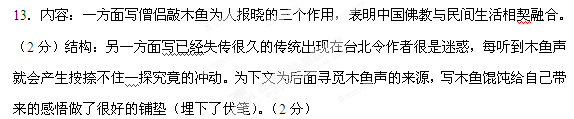 13. 内容：一方面写僧侣敲木鱼为人报晓的三个作用，表明中国佛教与民间生活相契融合。
（2 分）结构：另一方面写已经失传很久的传统出现在台北令作者很是迷惑，每听到木鱼声
就会产生按捺不住一探究竟的冲动。为下文为后面寻觅木鱼声的来源，写木鱼馄饨给自己带
来的感悟做了很好的铺垫（埋下了伏笔）。（2 分）